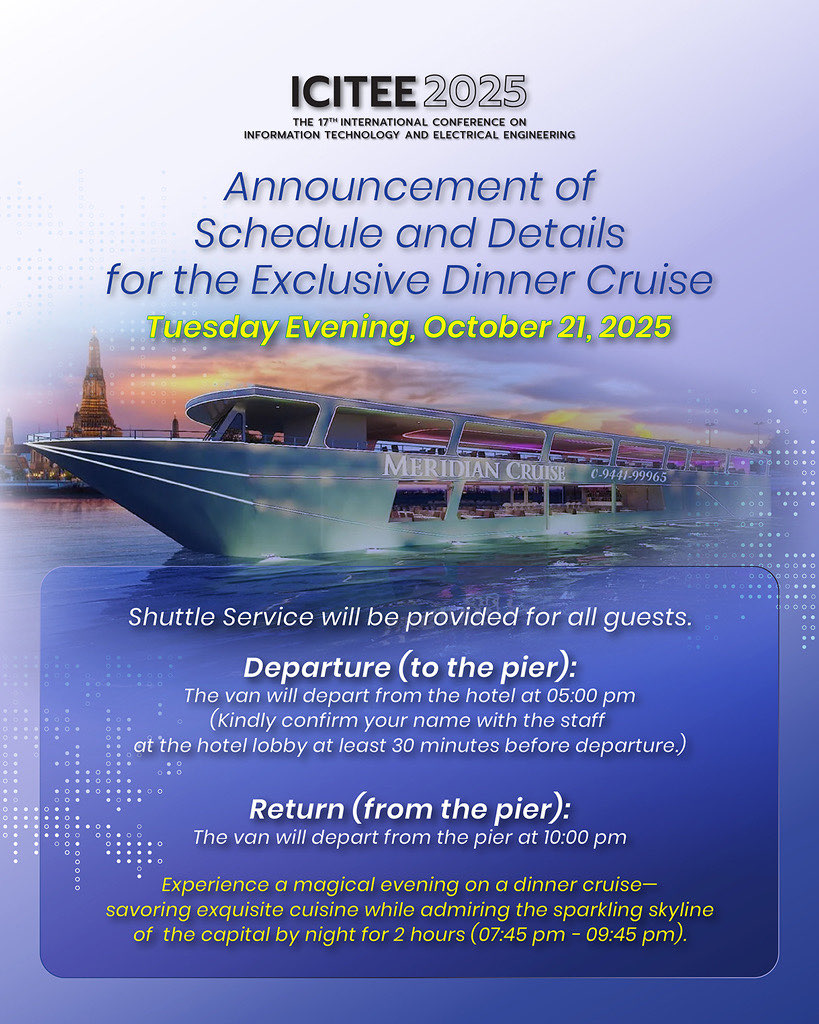 ICITEE 2025
THE 17TH INTERNATIONAL CONFERENCE ON
INFORMATION TECHNOLOGY AND ELECTRICAL ENGINEERING
Announcement of
Schedule and Details
for the Exclusive Dinner Cruise
Tuesday Evening, October 21, 2025
MERIDIAN CRUISE 0-9441-99965
Shuttle Service will be provided for all guests.
Departure (to the pier):
The van will depart from the hotel at 05:00 pm
(Kindly confirm your name with the staff
at the hotel lobby at least 30 minutes before departure.)
Return (from the pier):
The van will depart from the pier at 10:00 pm
Experience a magical evening on a dinner cruise—
savoring exquisite cuisine while admiring the sparkling skyline
of the capital by night for 2 hours (07:45 pm - 09:45 pm).